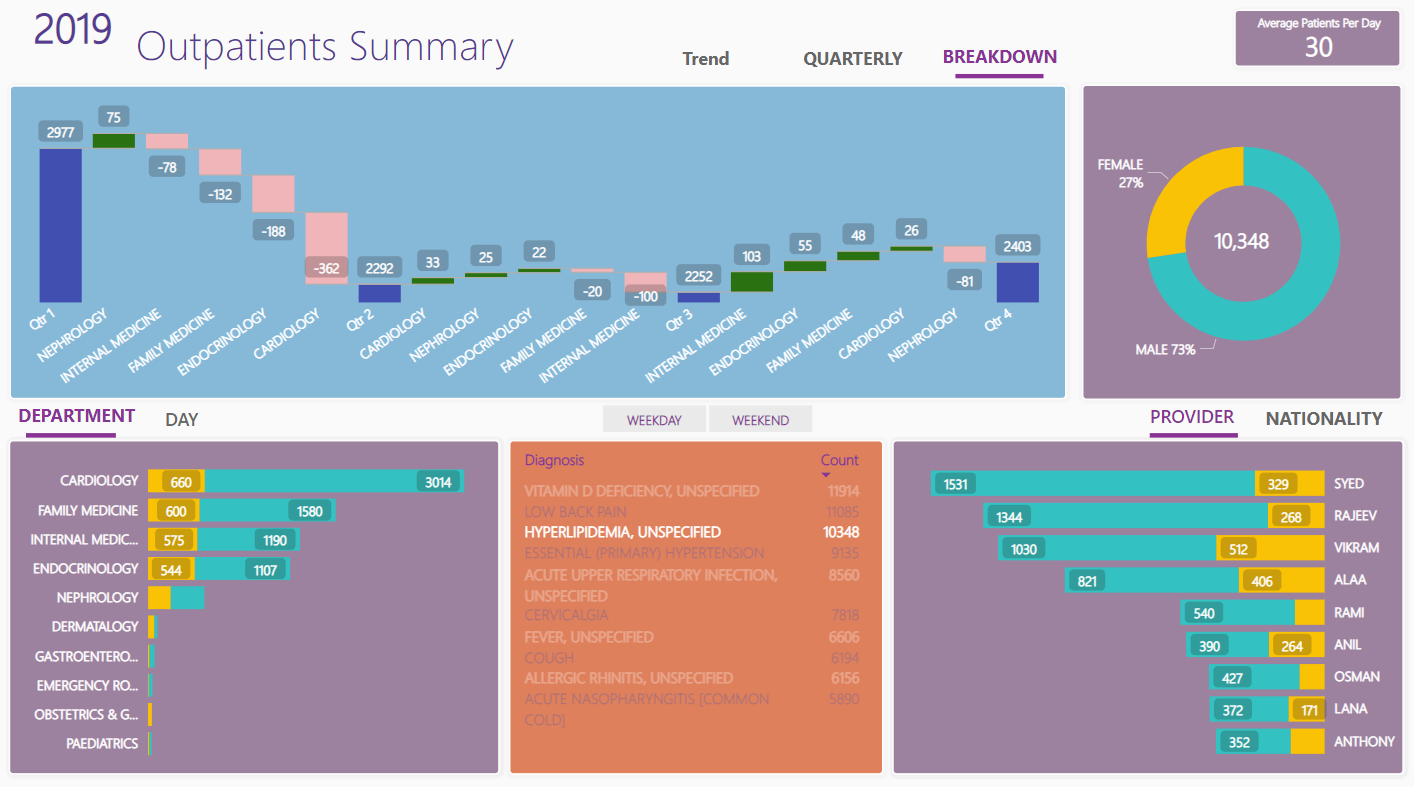 2019
Outpatients Summary
Trend
QUARTERLY
BREAKDOWN
Average Patients Per Day
30
2977
75
-78
-132
-188
-362
2292
33
25
22
-20
-100
2252
103
55
48
26
-81
2403
Qtr 1
NEPHROLOGY
INTERNAL MEDICINE
FAMILY MEDICINE
ENDOCRINOLOGY
CARDIOLOGY
Qtr 2
CARDIOLOGY
NEPHROLOGY
ENDOCRINOLOGY
FAMILY MEDICINE
INTERNAL MEDICINE
Qtr 3
INTERNAL MEDICINE
ENDOCRINOLOGY
FAMILY MEDICINE
CARDIOLOGY
NEPHROLOGY
Qtr 4
FEMALE
27%
10,348
MALE 73%
DEPARTMENT
DAY
WEEKDAY
WEEKEND
PROVIDER
NATIONALITY
CARDIOLOGY 660 3014
FAMILY MEDICINE 600 1580
INTERNAL MEDIC... 575 1190
ENDOCRINOLOGY 544 1107
NEPHROLOGY
DERMATALOGY
GASTROENTERO...
EMERGENCY RO...
OBSTETRICS & G...
PAEDIATRICS
Diagnosis Count
VITAMIN D DEFICIENCY, UNSPECIFIED 11914
LOW BACK PAIN 11085
HYPERLIPIDEMIA, UNSPECIFIED 10348
ESSENTIAL (PRIMARY) HYPERTENSION 9135
ACUTE UPPER RESPIRATORY INFECTION, 8560
UNSPECIFIED
CERVICALGIA 7818
FEVER, UNSPECIFIED 6606
COUGH 6194
ALLERGIC RHINITIS, UNSPECIFIED 6156
ACUTE NASOPHARYNGITIS [COMMON 5890
COLD]
1531 329 SYED
1344 268 RAJEEV
1030 512 VIKRAM
821 406 ALAA
540 RAMI
390 264 ANIL
427 OSMAN
372 171 LANA
352 ANTHONY